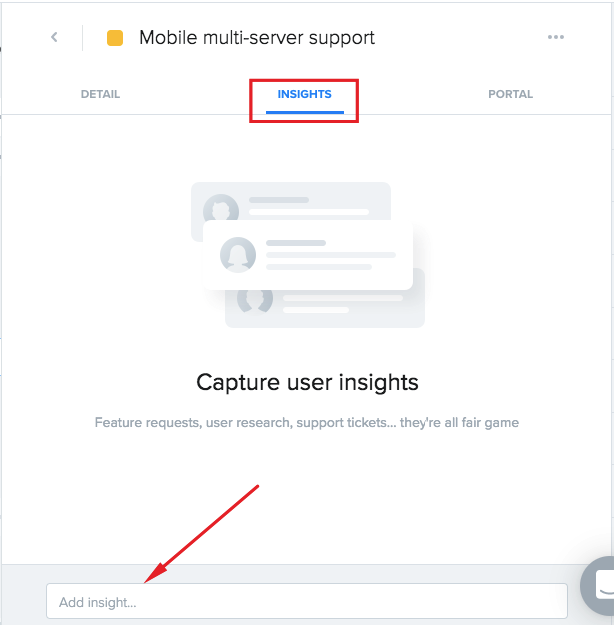 Mobile multi-server support
DETAIL
INSIGHTS
PORTAL
Capture user insights
Feature requests, user research, support tickets... they're all fair game
Add insight...